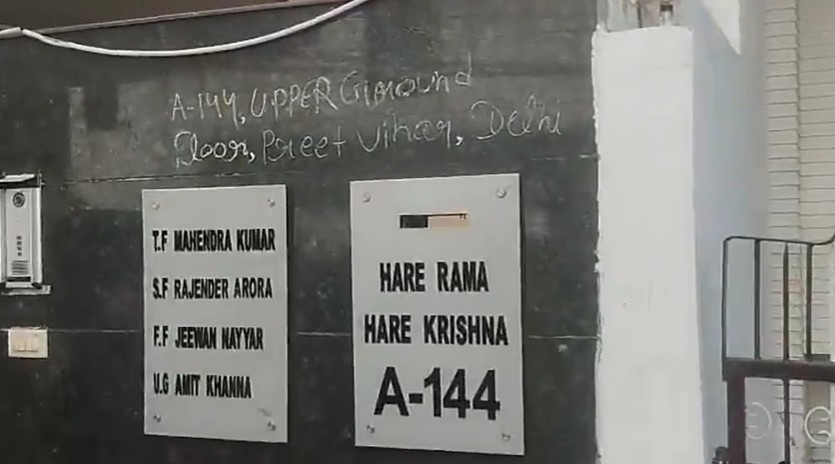 A-144, UPPER Ground
Floor, Preet Vihar, Delhi
T.F MAHENDRA KUMAR
S.F RAJENDER ARORA
F.F JEEWAN NAYYAR
U.G AMIT KHANNA
HARE RAMA
HARE KRISHNA
A-144